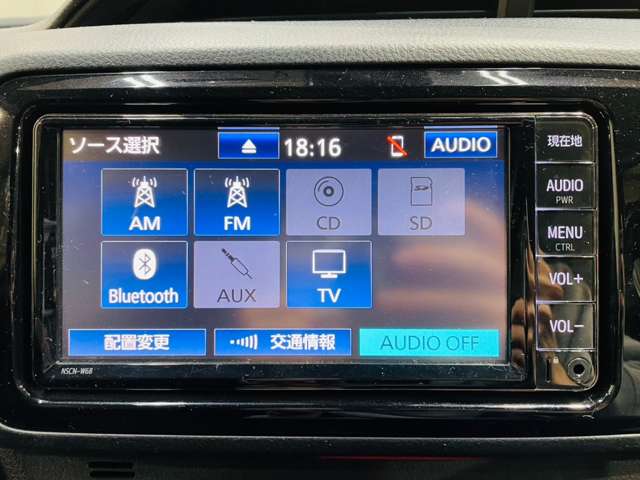 ソース選択 18:16 AUDIO
AM FM CD SD
Bluetooth AUX TV
配置変更 交通情報 AUDIO OFF
NSCN-W68
現在地
AUDIO
PWR
MENU
CTRL
VOL+
VOL−